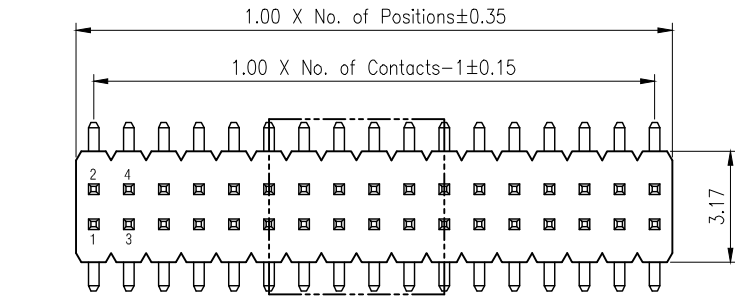 1.00 X No. of Positions±0.35
1.00 X No. of Contacts-1±0.15
2 4
1 3
3.17